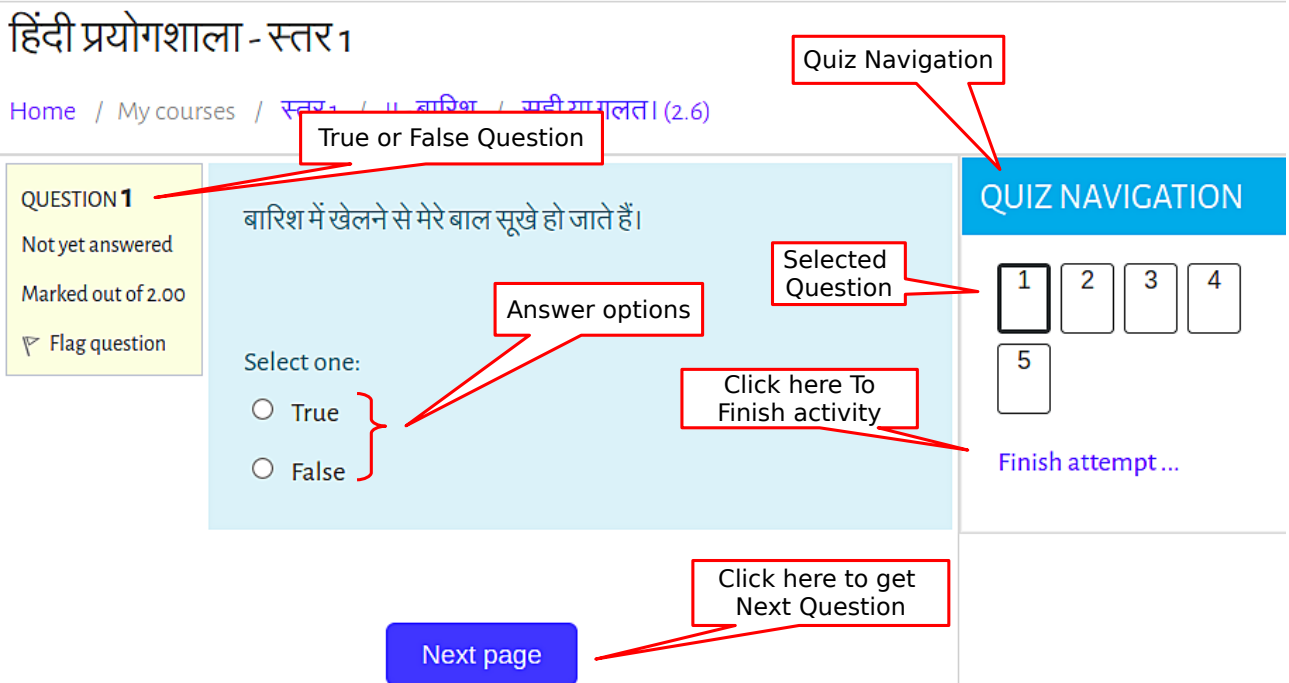 हिंदी प्रयोगशाला - स्तर 1
Quiz Navigation
Home / My courses / स्तर 1 / II. बारिश / सही या गलत। (2.6)
True or False Question
QUESTION 1
Not yet answered
Marked out of 2.00
Flag question
बारिश में खेलने से मेरे बाल सूखे हो जाते हैं।
Answer options
Select one:
True
False
QUIZ NAVIGATION
Selected
Question
1 2 3 4
5
Click here To
Finish activity
Finish attempt ...
Click here to get
Next Question
Next page